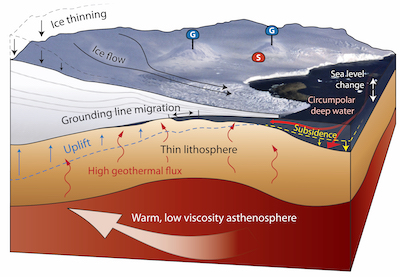 Ice thinning
G
G
Ice flow
S
Sea level
change
Circumpolar
deep water
Grounding line migration
Subsidence
Uplift
Thin lithosphere
High geothermal flux
Warm, low viscosity asthenosphere